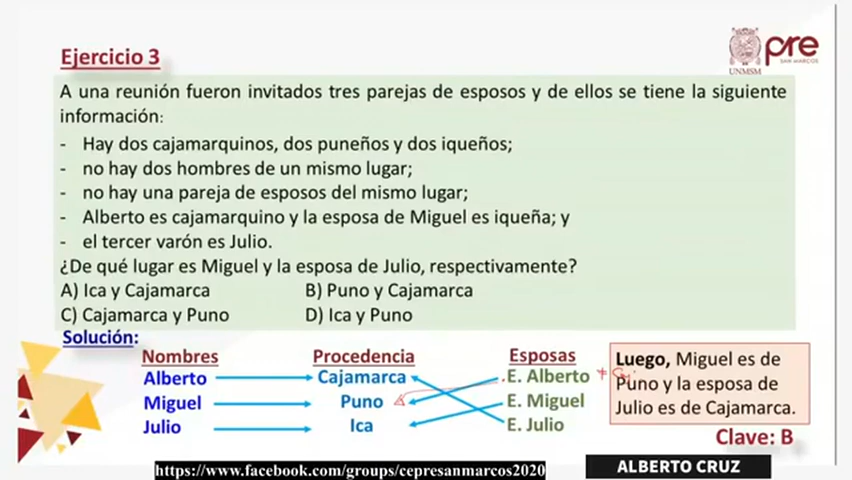 Ejercicio 3
UNMSM
pre
SAN MARCOS
A una reunión fueron invitados tres parejas de esposos y de ellos se tiene la siguiente
información:
- Hay dos cajamarquinos, dos puneños y dos iqueños;
- no hay dos hombres de un mismo lugar;
- no hay una pareja de esposos del mismo lugar;
- Alberto es cajamarquino y la esposa de Miguel es iqueña; y
- el tercer varón es Julio.
¿De qué lugar es Miguel y la esposa de Julio, respectivamente?
A) Ica y Cajamarca B) Puno y Cajamarca
C) Cajamarca y Puno D) Ica y Puno
Solución:
Nombres Procedencia Esposas
Alberto Cajamarca E. Alberto
Miguel Puno E. Miguel
Julio Ica E. Julio
Luego, Miguel es de
Puno y la esposa de
Julio es de Cajamarca.
Clave: B
https://www.facebook.com/groups/cepresanmarcos2020
ALBERTO CRUZ